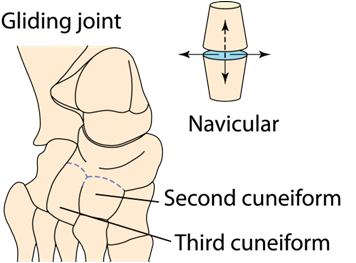 Gliding joint
Navicular
Second cuneiform
Third cuneiform